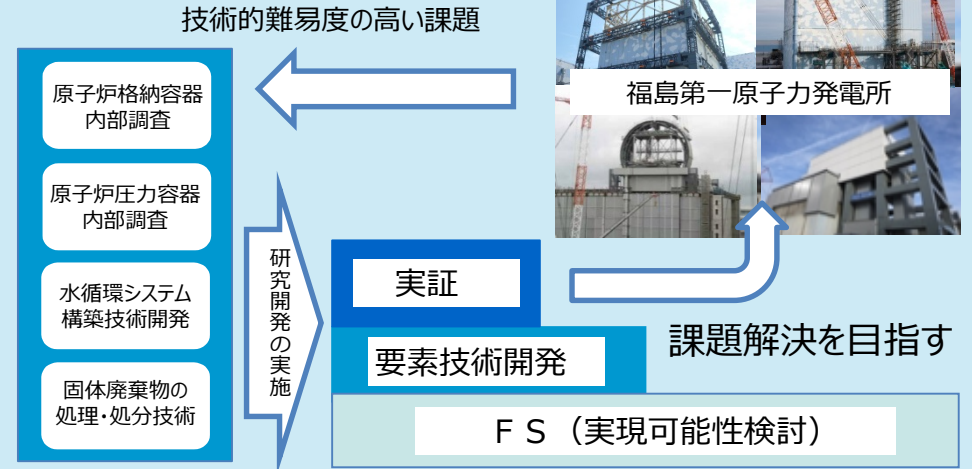 技術的難易度の高い課題
福島第一原子力発電所
原子炉格納容器
内部調査
原子炉圧力容器
内部調査
水循環システム
構築技術開発
固体廃棄物の
処理・処分技術
研究開発の実施
実証
要素技術開発
ＦＳ（実現可能性検討）
課題解決を目指す